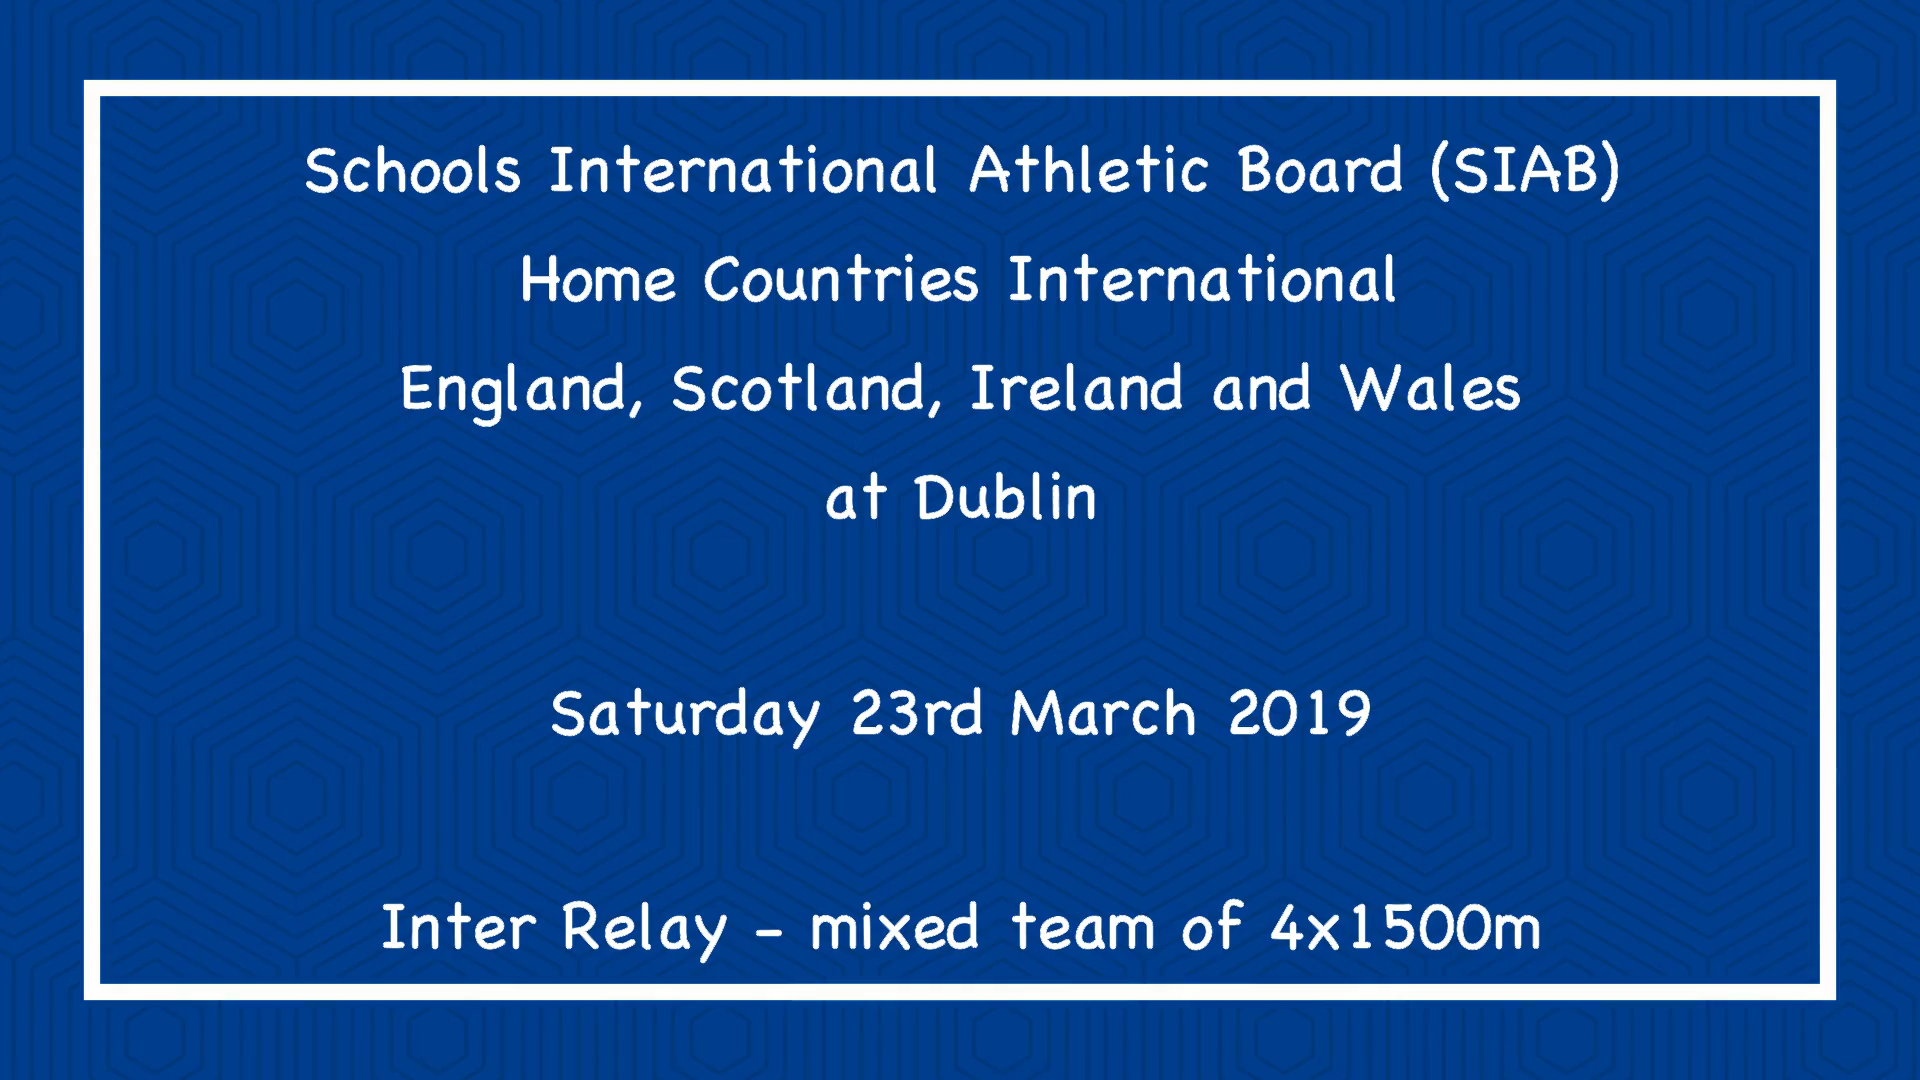 Schools International Athletic Board (SIAB)
Home Countries International
England, Scotland, Ireland and Wales
at Dublin
Saturday 23rd March 2019
Inter Relay - mixed team of 4x1500m